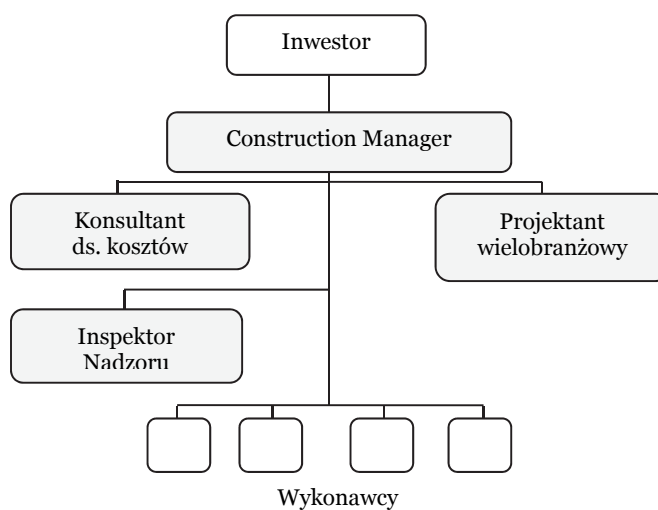 Inwestor
Construction Manager
Konsultant
ds. kosztów
Projektant
wielobranżowy
Inspektor
Nadzoru
Wykonawcy